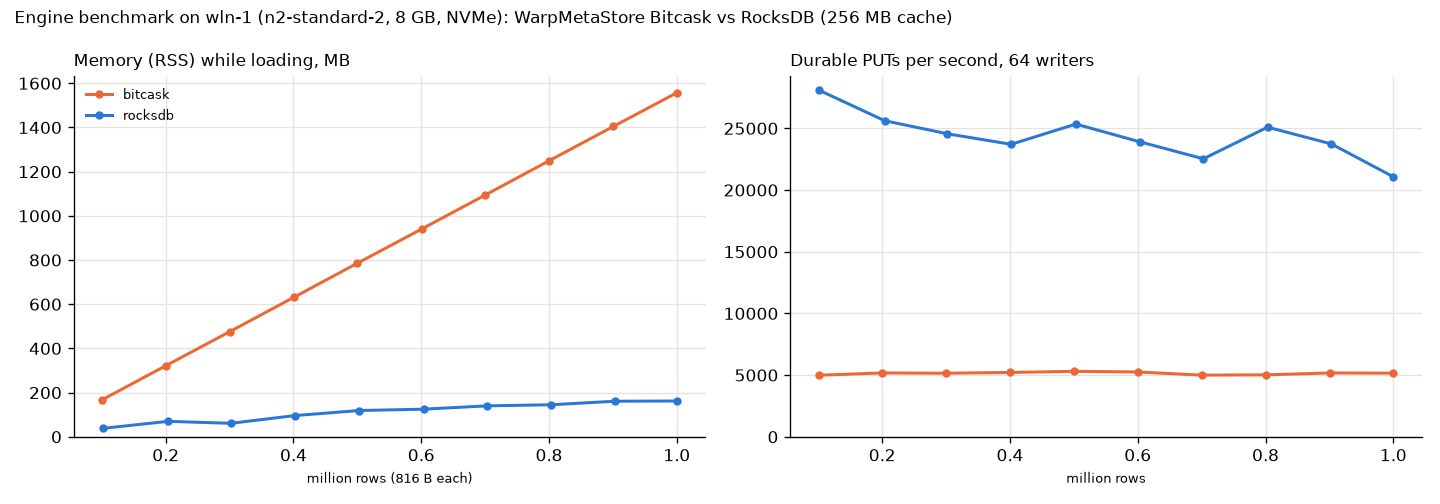 Engine benchmark on wln-1 (n2-standard-2, 8 GB, NVMe): WarpMetaStore Bitcask vs RocksDB (256 MB cache)
Memory (RSS) while loading, MB
1600
1400
1200
1000
800
600
400
200
0
bitcask
rocksdb
0.2 0.4 0.6 0.8 1.0
million rows (816 B each)
Durable PUTs per second, 64 writers
25000
20000
15000
10000
5000
0
0.2 0.4 0.6 0.8 1.0
million rows